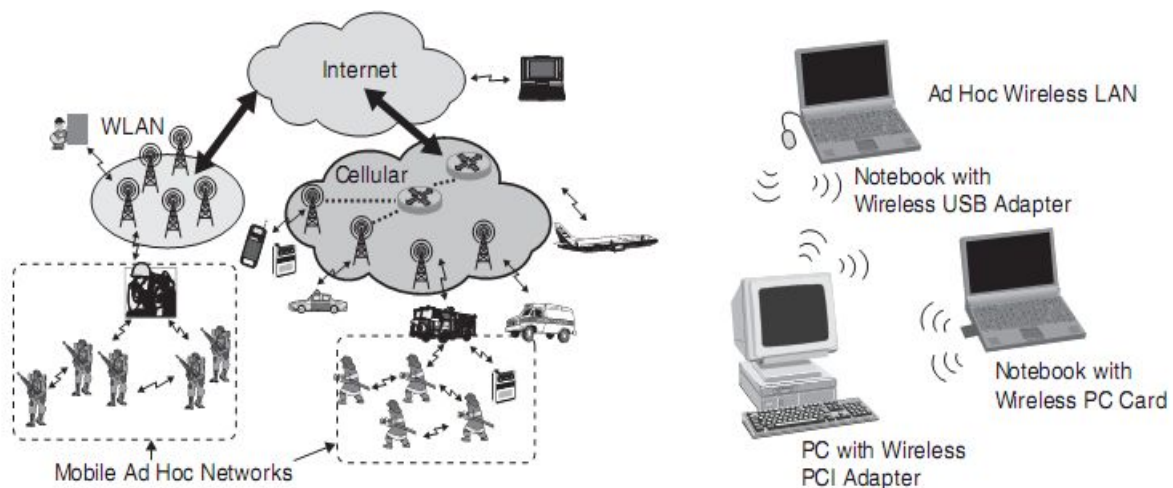 Internet
WLAN
Cellular
Mobile Ad Hoc Networks
Ad Hoc Wireless LAN
Notebook with
Wireless USB Adapter
Notebook with
Wireless PC Card
PC with Wireless
PCI Adapter